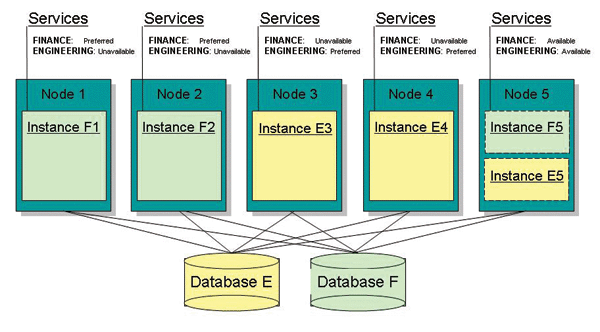 Services
FINANCE: Preferred
ENGINEERING: Unavailable
Node 1
Instance F1
Services
FINANCE: Preferred
ENGINEERING: Unavailable
Node 2
Instance F2
Services
FINANCE: Unavailable
ENGINEERING: Preferred
Node 3
Instance E3
Services
FINANCE: Unavailable
ENGINEERING: Preferred
Node 4
Instance E4
Services
FINANCE: Available
ENGINEERING: Available
Node 5
Instance F5
Instance E5
Database E
Database F